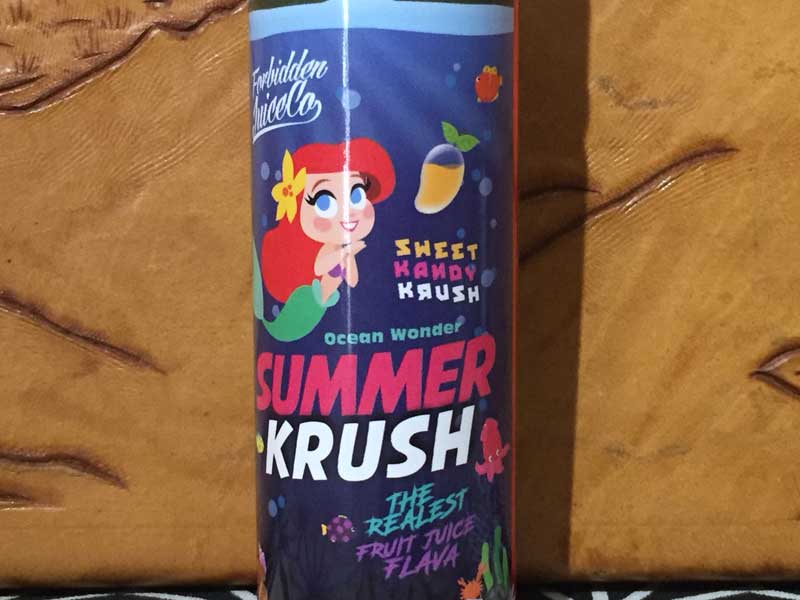 Forbidden
JuiceCo
SWEET
KANDY
KRUSH
Ocean Wonder
SUMMER
KRUSH
THE
REALEST
FRUIT JUICE
FLAVA